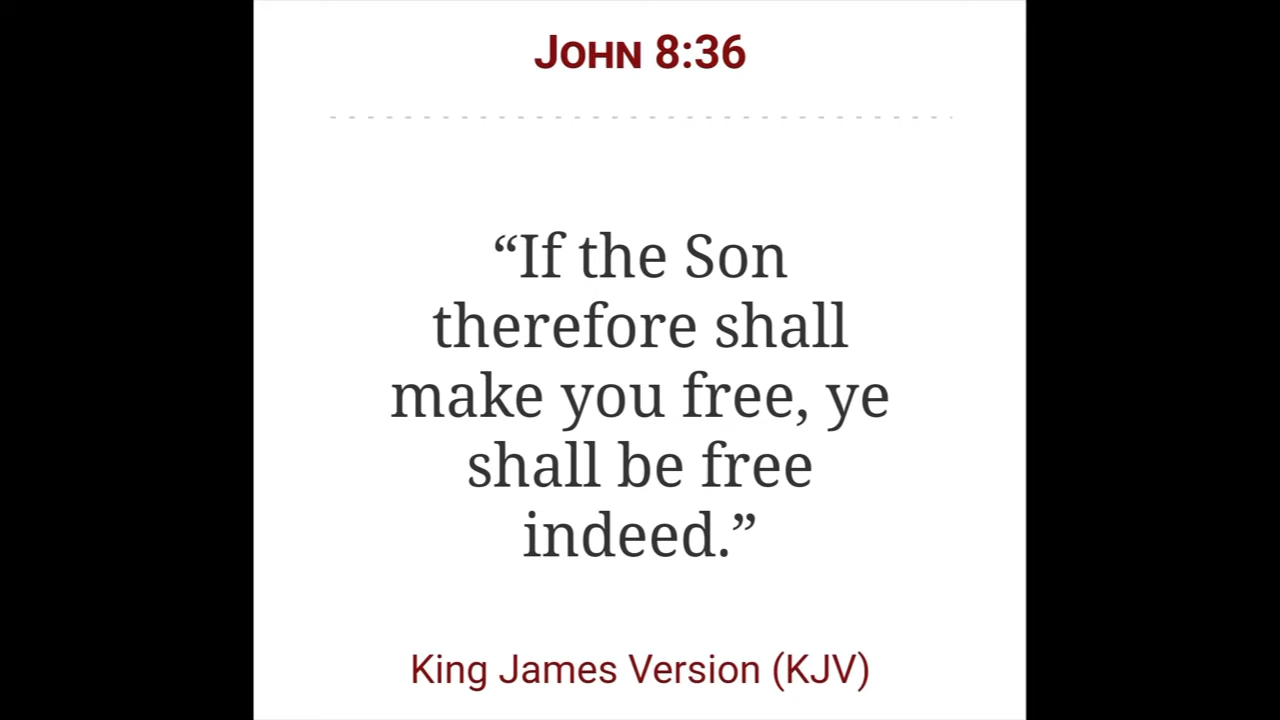 John 8:36
“If the Son
therefore shall
make you free, ye
shall be free
indeed.”
King James Version (KJV)